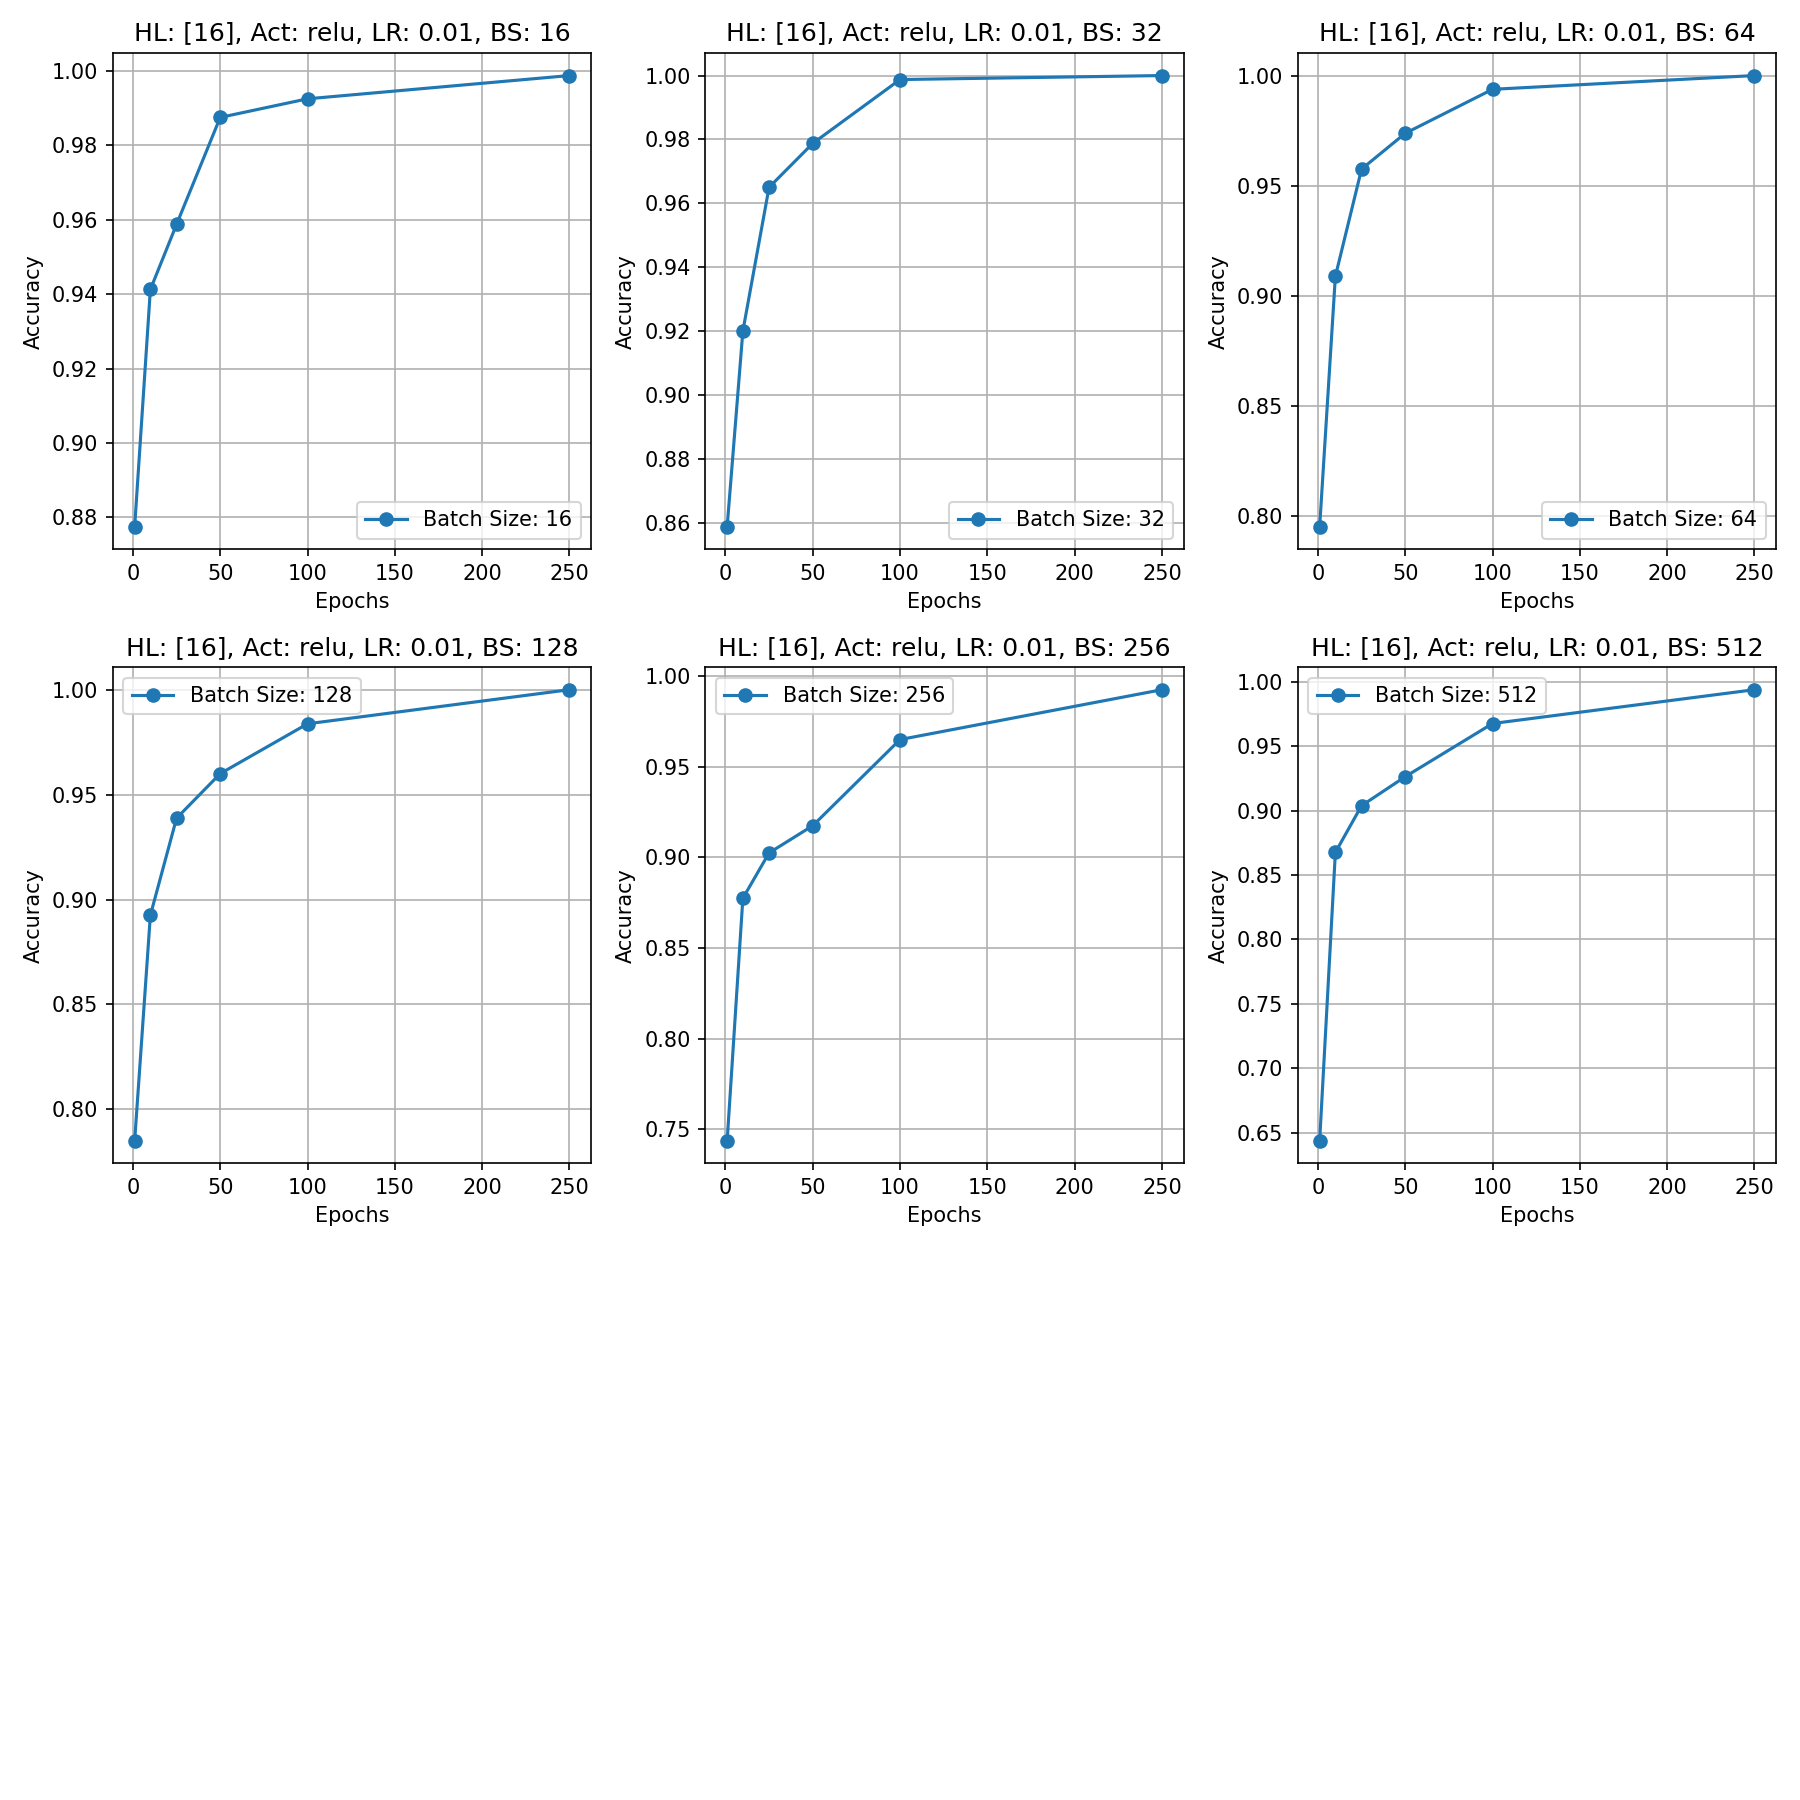 HL: [16], Act: relu, LR: 0.01, BS: 16
1.00
0.98
0.96
0.94
0.92
0.90
0.88
Accuracy
Batch Size: 16
0 50 100 150 200 250
Epochs
HL: [16], Act: relu, LR: 0.01, BS: 32
1.00
0.98
0.96
0.94
0.92
0.90
0.88
0.86
Accuracy
Batch Size: 32
0 50 100 150 200 250
Epochs
HL: [16], Act: relu, LR: 0.01, BS: 64
1.00
0.95
0.90
0.85
0.80
Accuracy
Batch Size: 64
0 50 100 150 200 250
Epochs
HL: [16], Act: relu, LR: 0.01, BS: 128
Batch Size: 128
1.00
0.95
0.90
0.85
0.80
Accuracy
0 50 100 150 200 250
Epochs
HL: [16], Act: relu, LR: 0.01, BS: 256
Batch Size: 256
1.00
0.95
0.90
0.85
0.80
0.75
Accuracy
0 50 100 150 200 250
Epochs
HL: [16], Act: relu, LR: 0.01, BS: 512
Batch Size: 512
1.00
0.95
0.90
0.85
0.80
0.75
0.70
0.65
Accuracy
0 50 100 150 200 250
Epochs